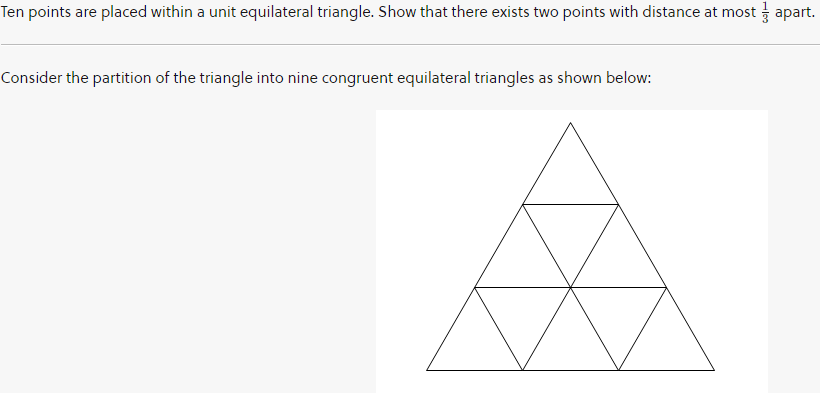 Ten points are placed within a unit equilateral triangle. Show that there exists two points with distance at most 1/3 apart.
Consider the partition of the triangle into nine congruent equilateral triangles as shown below: